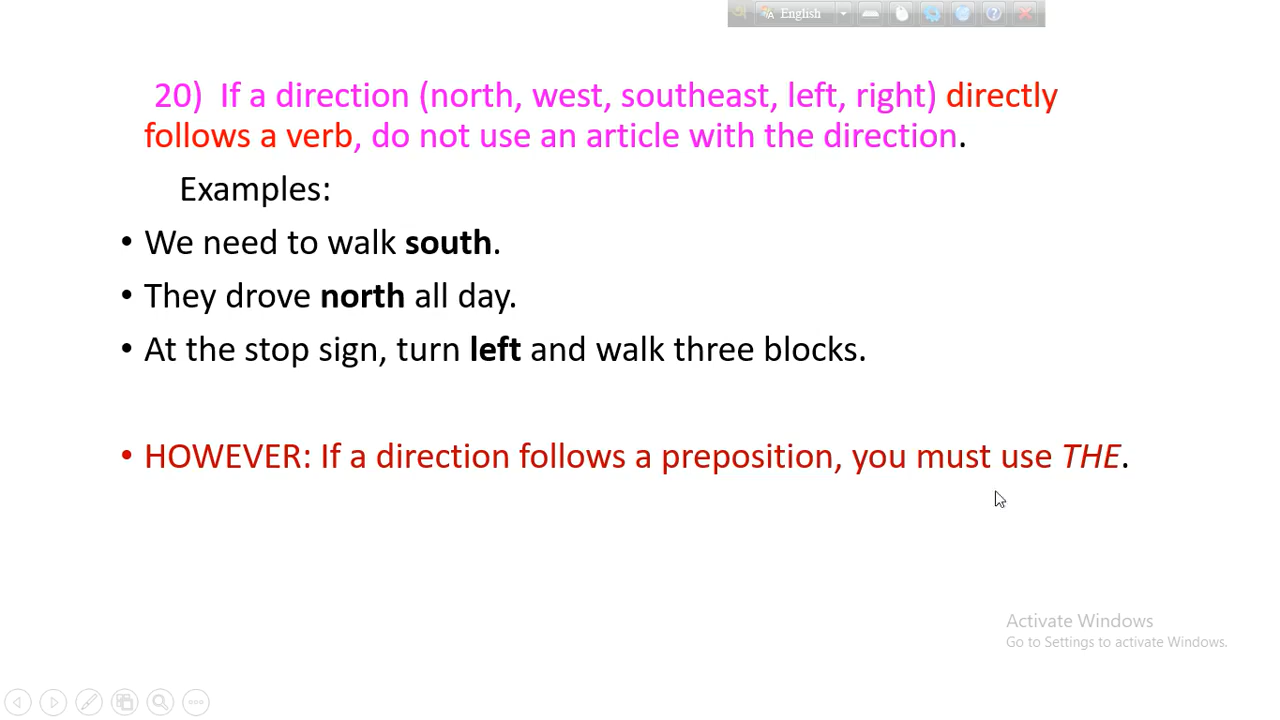 English
20) If a direction (north, west, southeast, left, right) directly
follows a verb, do not use an article with the direction.
Examples:
• We need to walk south.
• They drove north all day.
• At the stop sign, turn left and walk three blocks.
• HOWEVER: If a direction follows a preposition, you must use THE.
Activate Windows
Go to Settings to activate Windows.